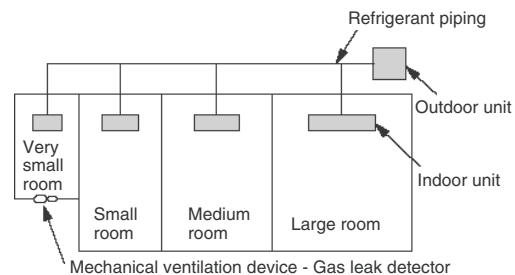 Refrigerant piping
Outdoor unit
Very
small
room
Indoor unit
Small
room
Medium
room
Large room
Mechanical ventilation device - Gas leak detector